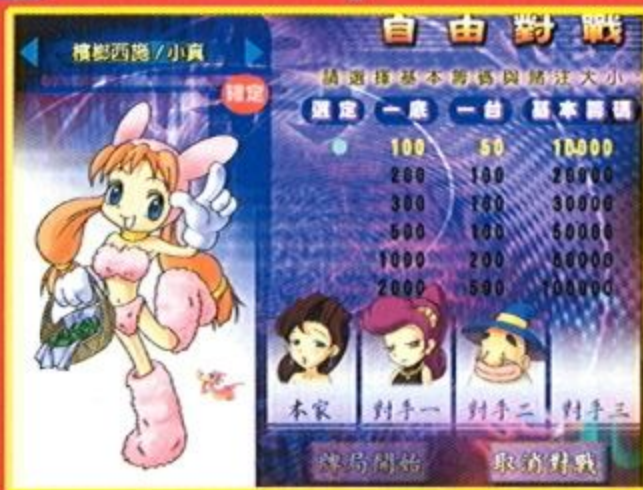 自由對戰
檳榔西施/小真
確定
請選擇基本籌碼與賭注大小
選定 一底 一台 基本籌碼
100 50 10000
200 100 20000
300 100 30000
500 100 50000
1000 200
2000 500 100000
本家 對手一 對手二 對手三
牌局開始 取消對戰